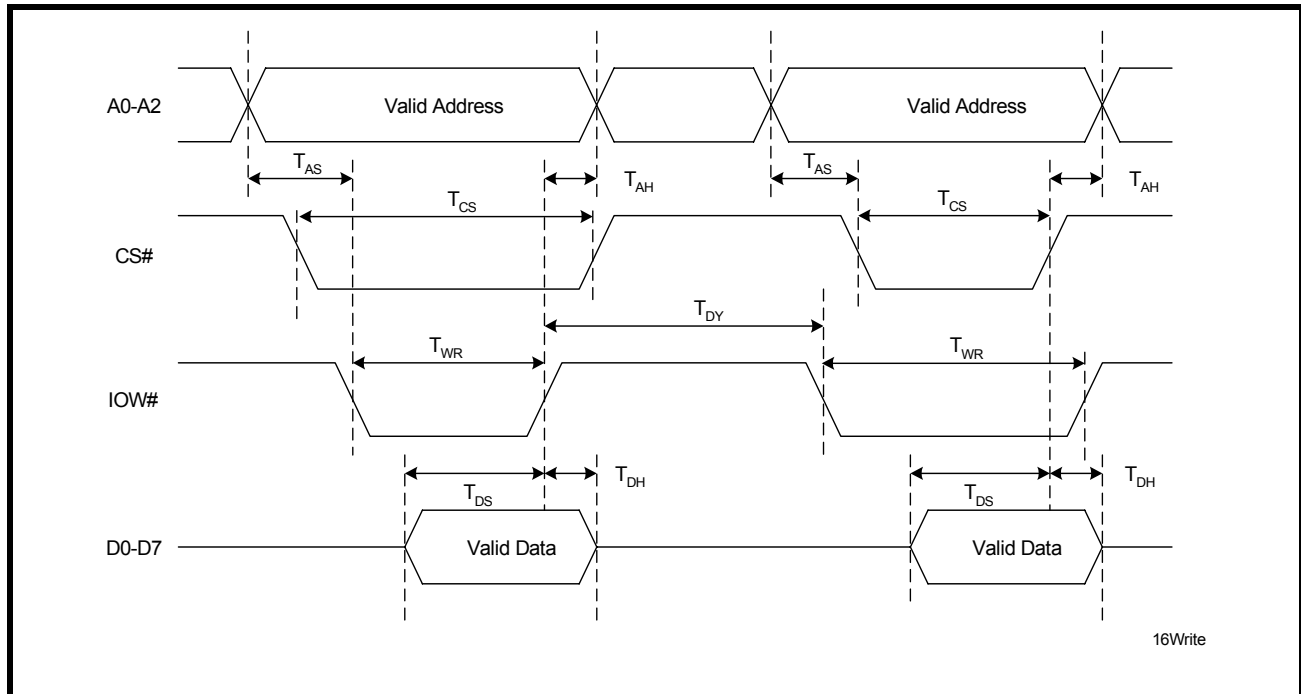 A0-A2
Valid Address
Valid Address
TAS
TAH
TAS
TAH
TCS
TCS
CS#
TDY
TWR
TWR
IOW#
TDS
TDH
TDS
TDH
D0-D7
Valid Data
Valid Data
16Write